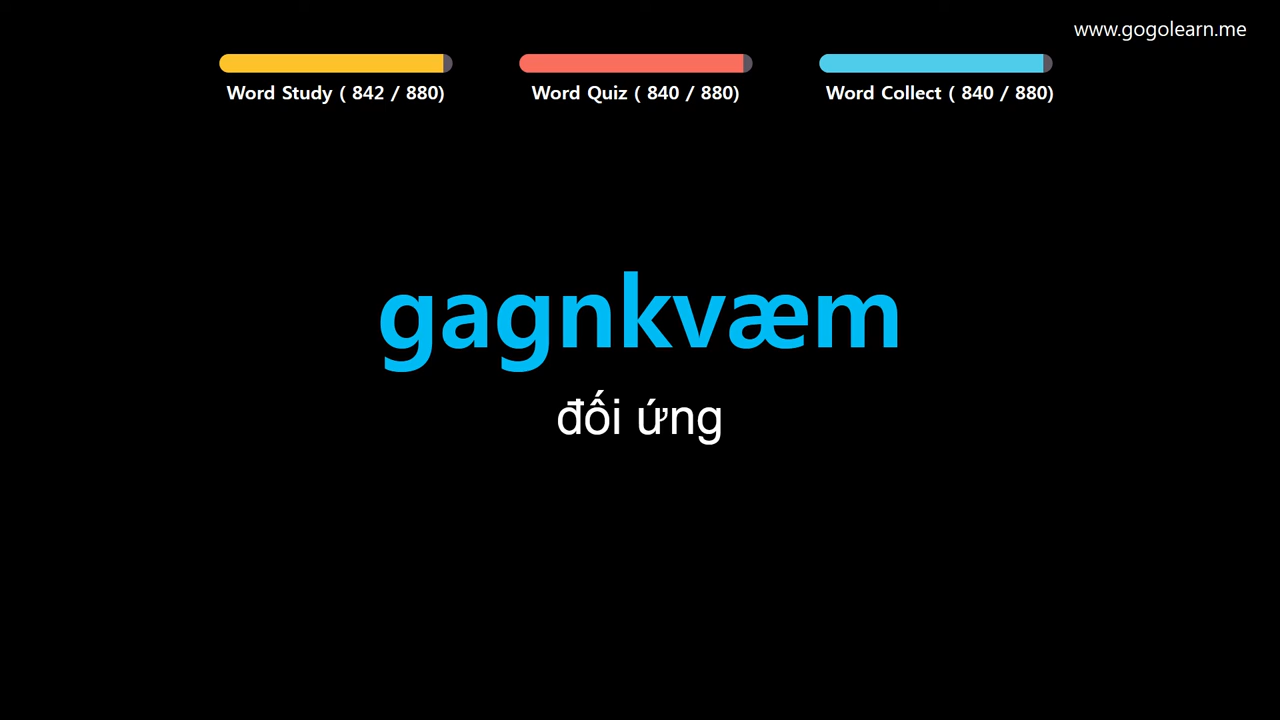 www.gogolearn.me
Word Study ( 842 / 880)
Word Quiz ( 840 / 880)
Word Collect ( 840 / 880)
gagnkvæm
đối ứng